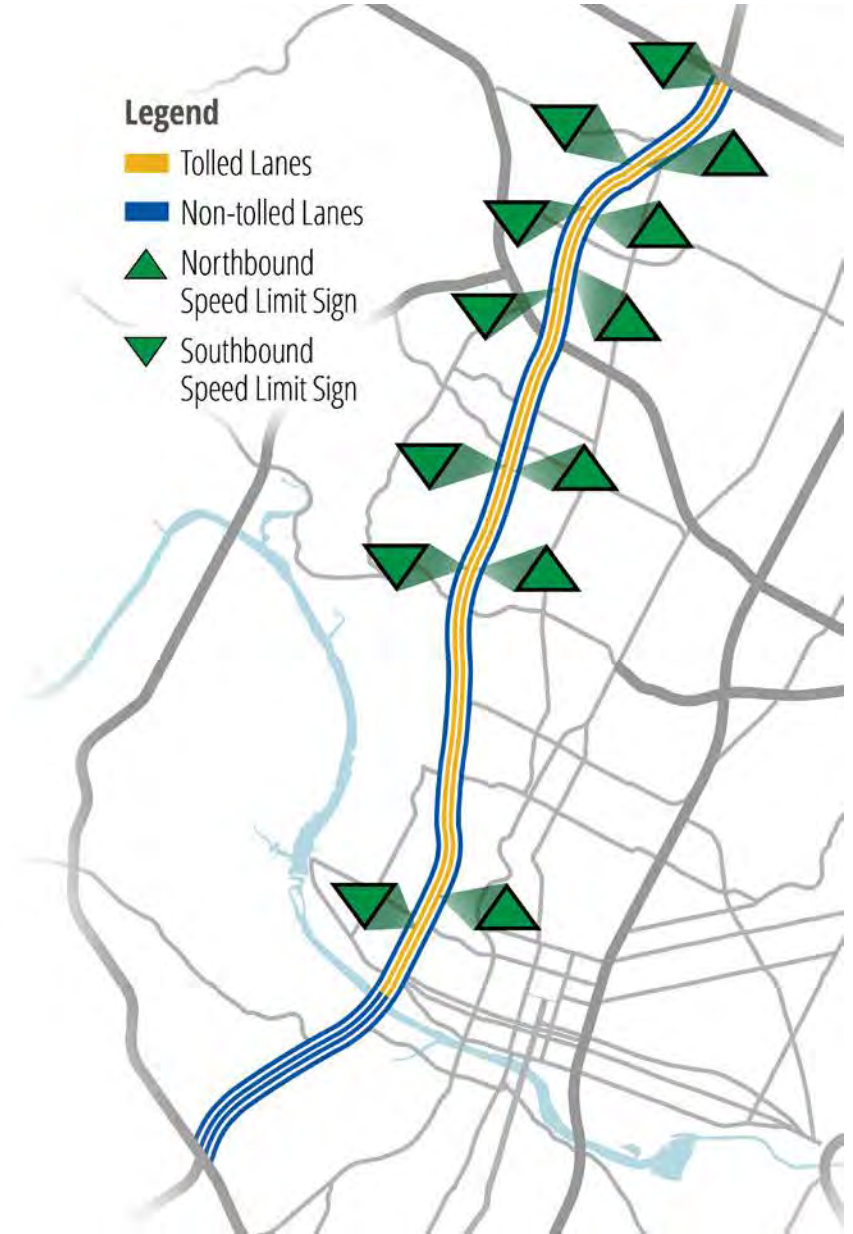 Legend
Tolled Lanes
Non-tolled Lanes
Northbound
Speed Limit Sign
Southbound
Speed Limit Sign